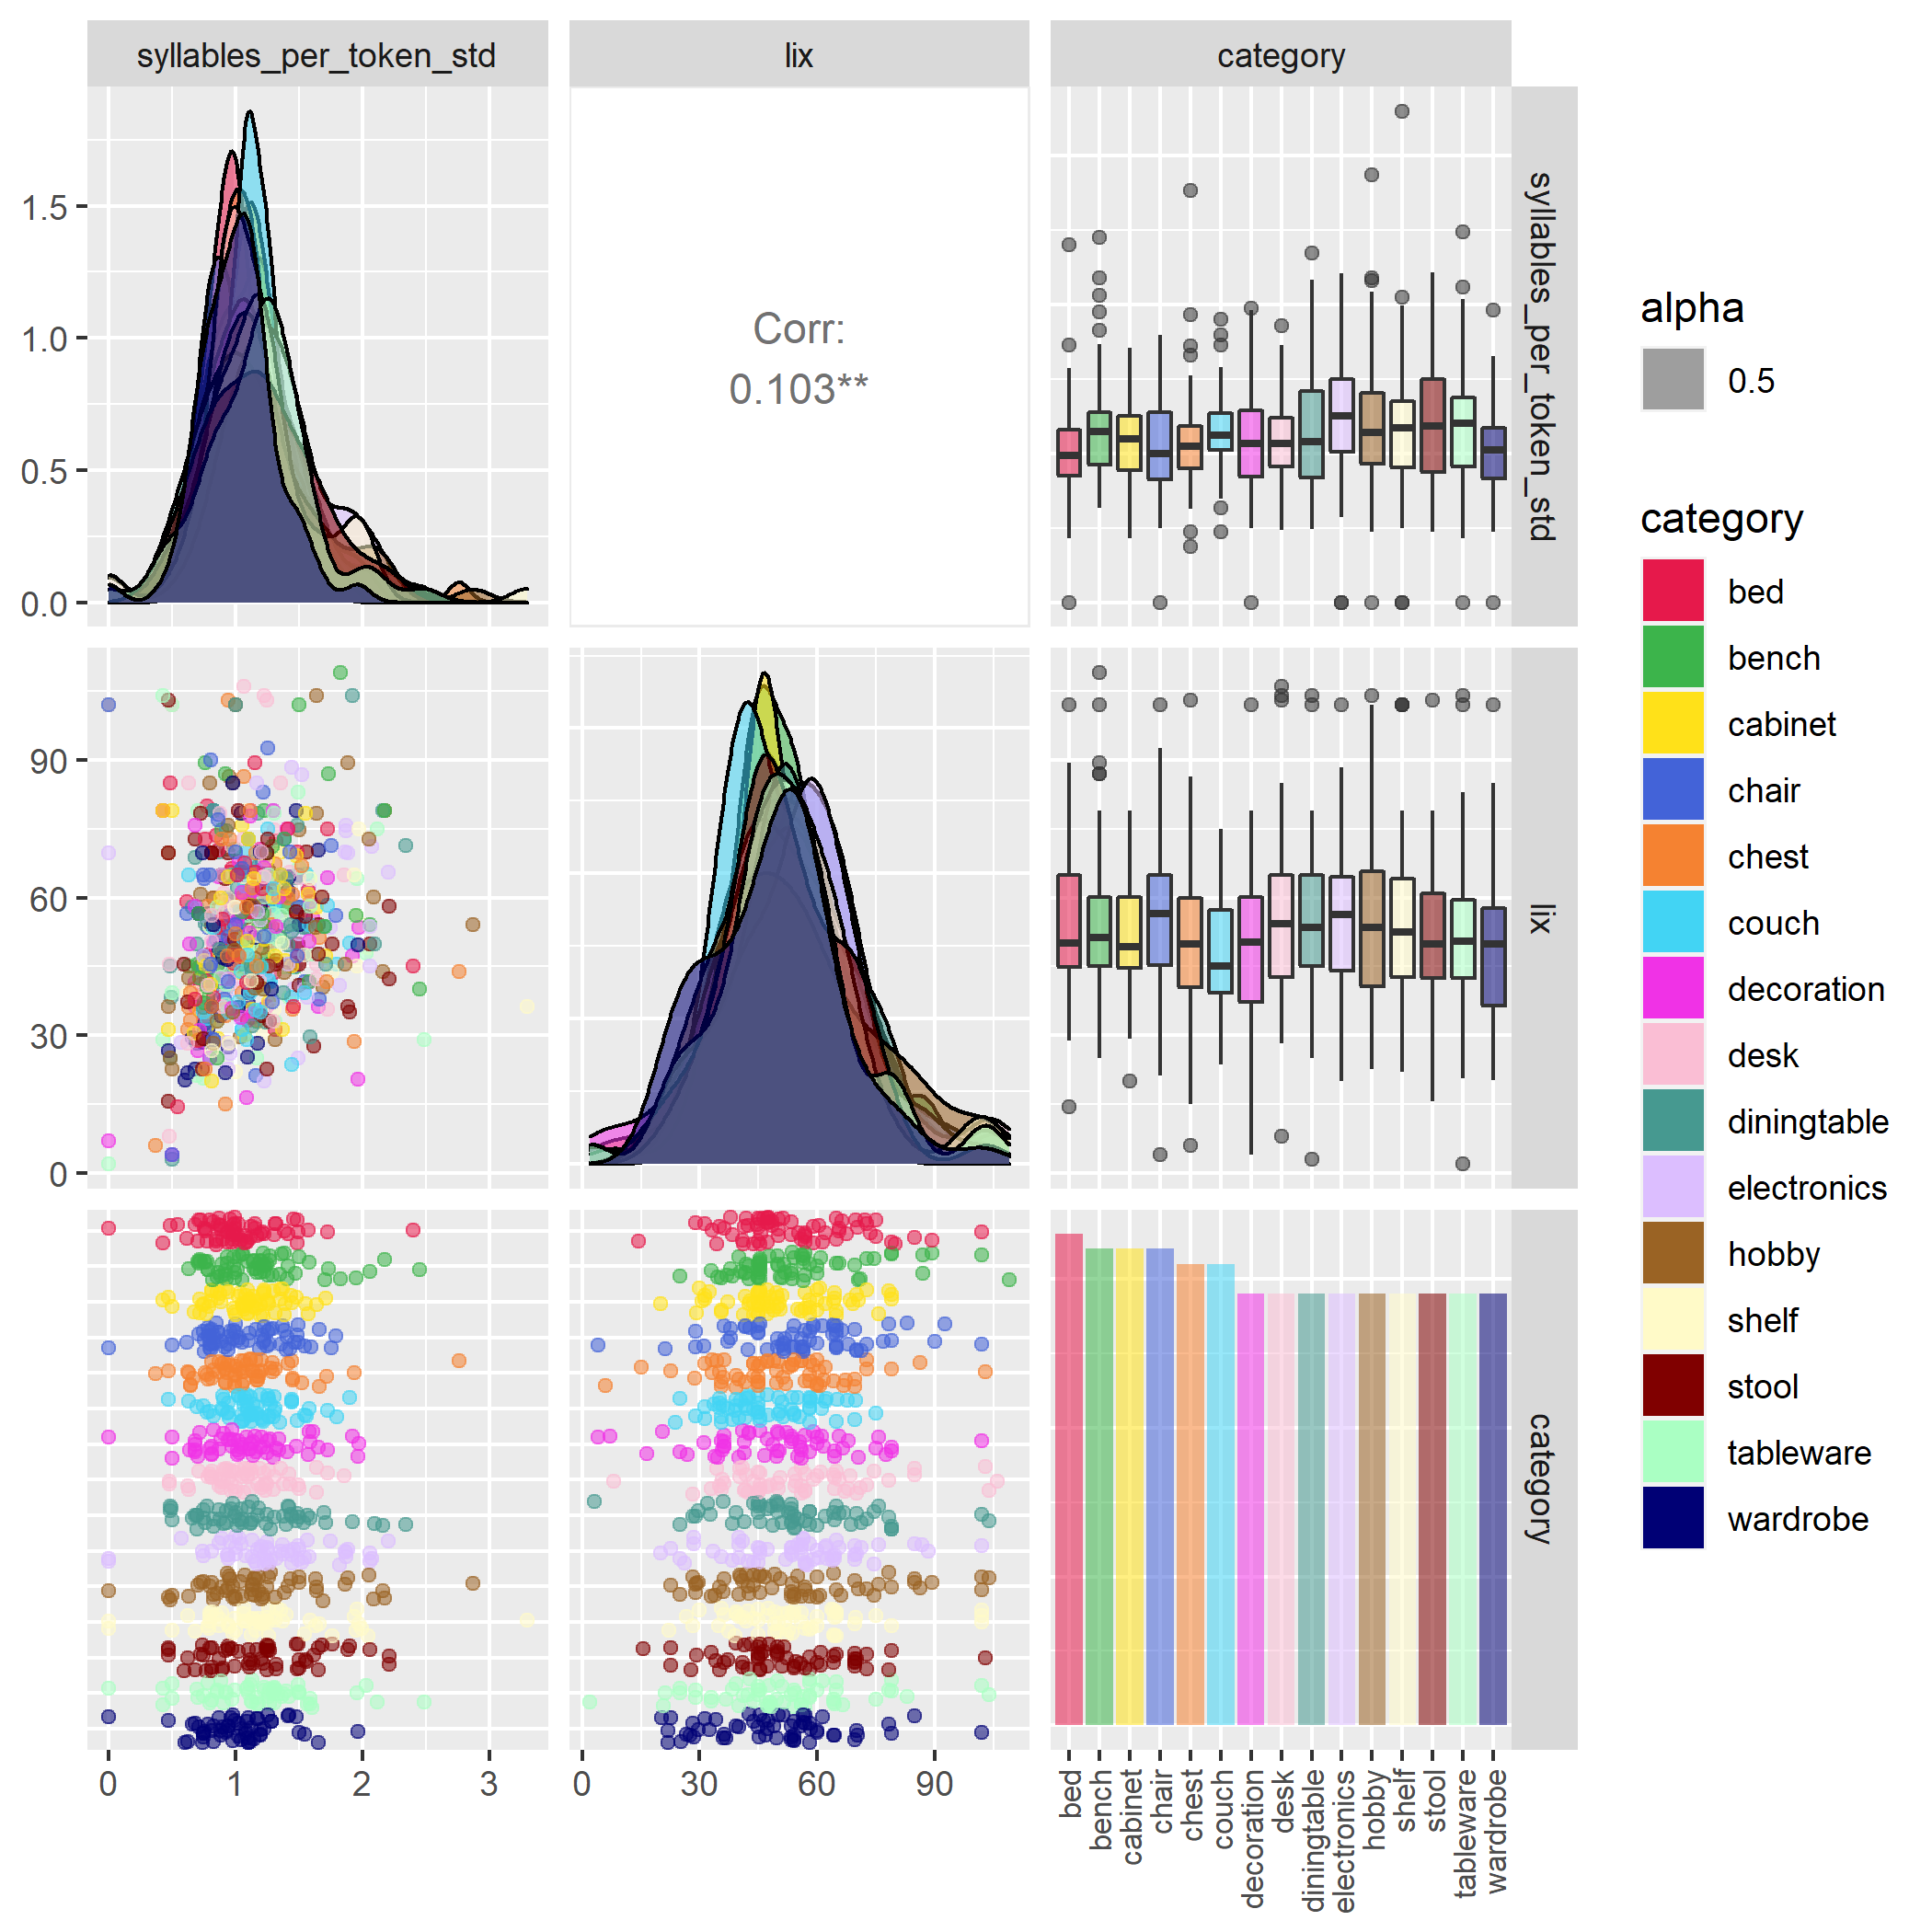 syllables_per_token_std
lix
category
1.5
1.0
0.5
0.0
Corr:
0.103**
syllables_per_token_std
90
60
30
0
lix
category
0
1
2
3
0
30
60
90
bed
bench
cabinet
chair
chest
couch
decoration
desk
diningtable
electronics
hobby
shelf
stool
tableware
wardrobe
alpha
0.5
category
bed
bench
cabinet
chair
chest
couch
decoration
desk
diningtable
electronics
hobby
shelf
stool
tableware
wardrobe